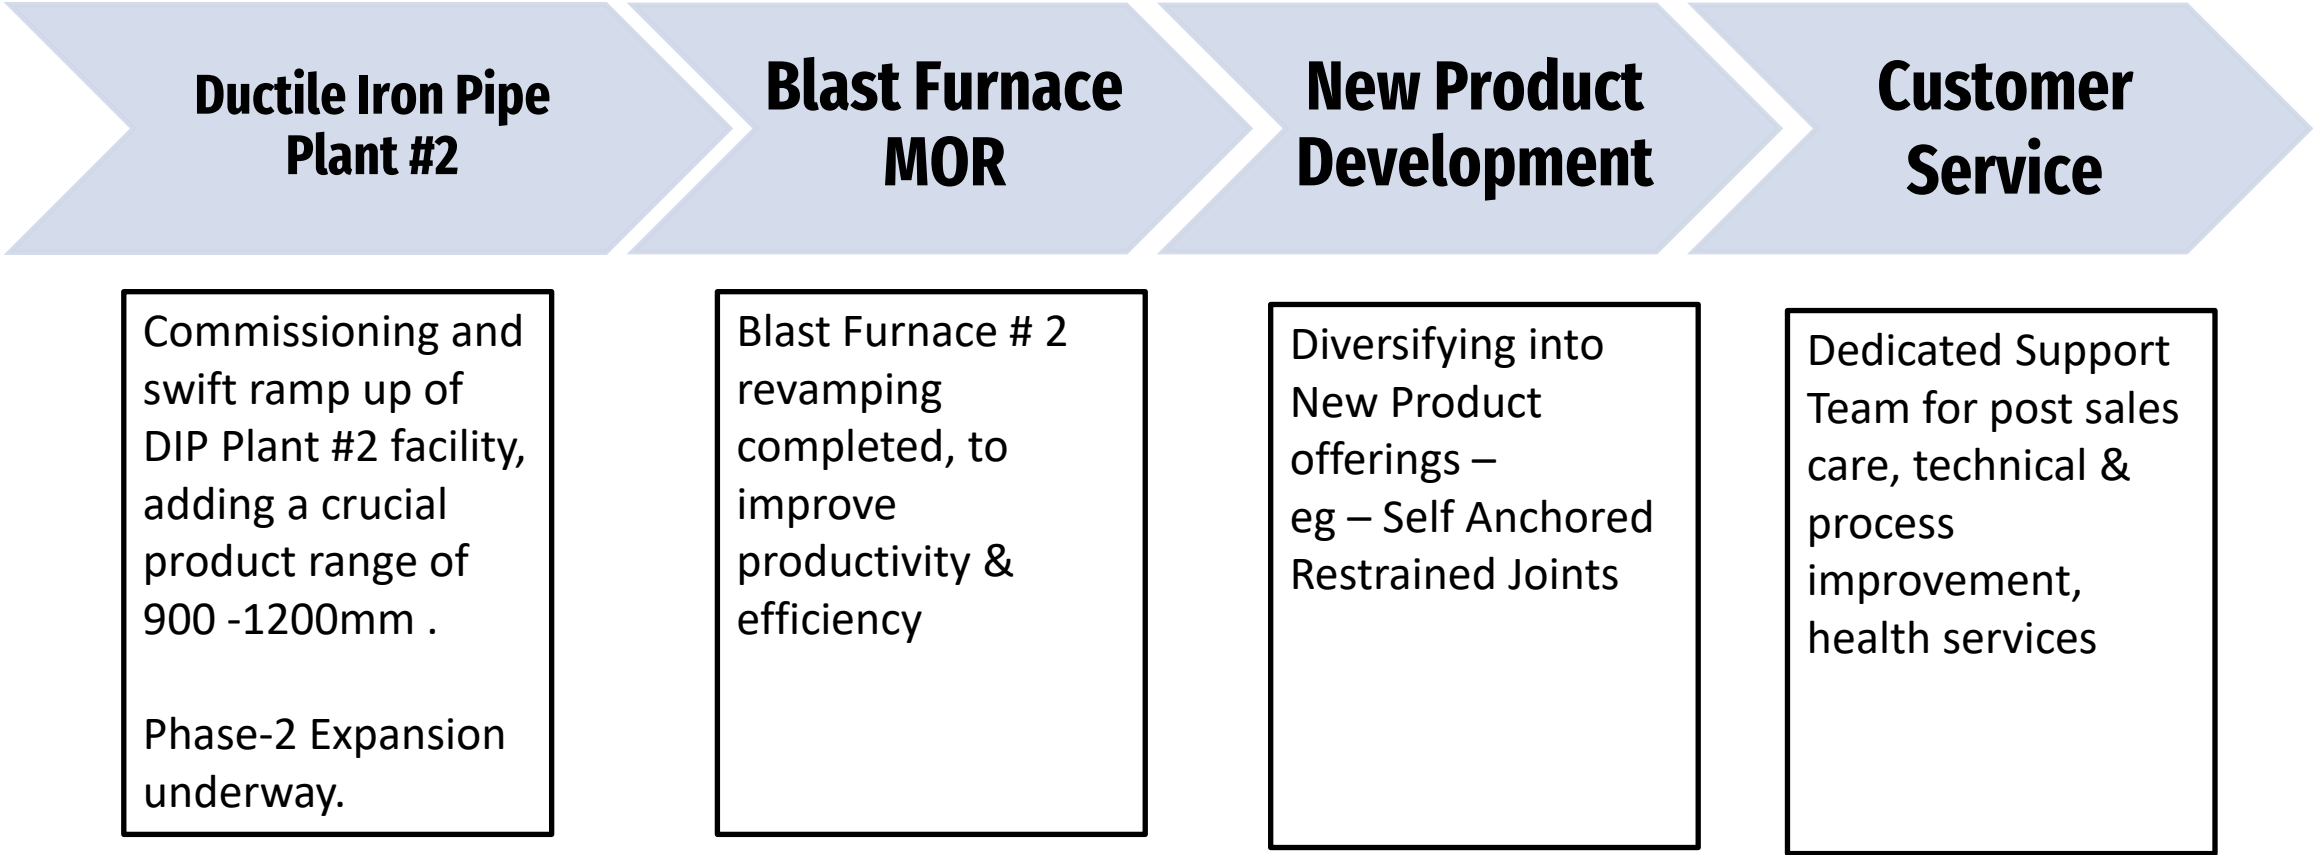 Ductile Iron Pipe
Plant #2
Blast Furnace
MOR
New Product
Development
Customer
Service
Commissioning and
swift ramp up of
DIP Plant #2 facility,
adding a crucial
product range of
900 -1200mm .
Phase-2 Expansion
underway.
Blast Furnace # 2
revamping
completed, to
improve
productivity &
efficiency
Diversifying into
New Product
offerings –
eg – Self Anchored
Restrained Joints
Dedicated Support
Team for post sales
care, technical &
process
improvement,
health services